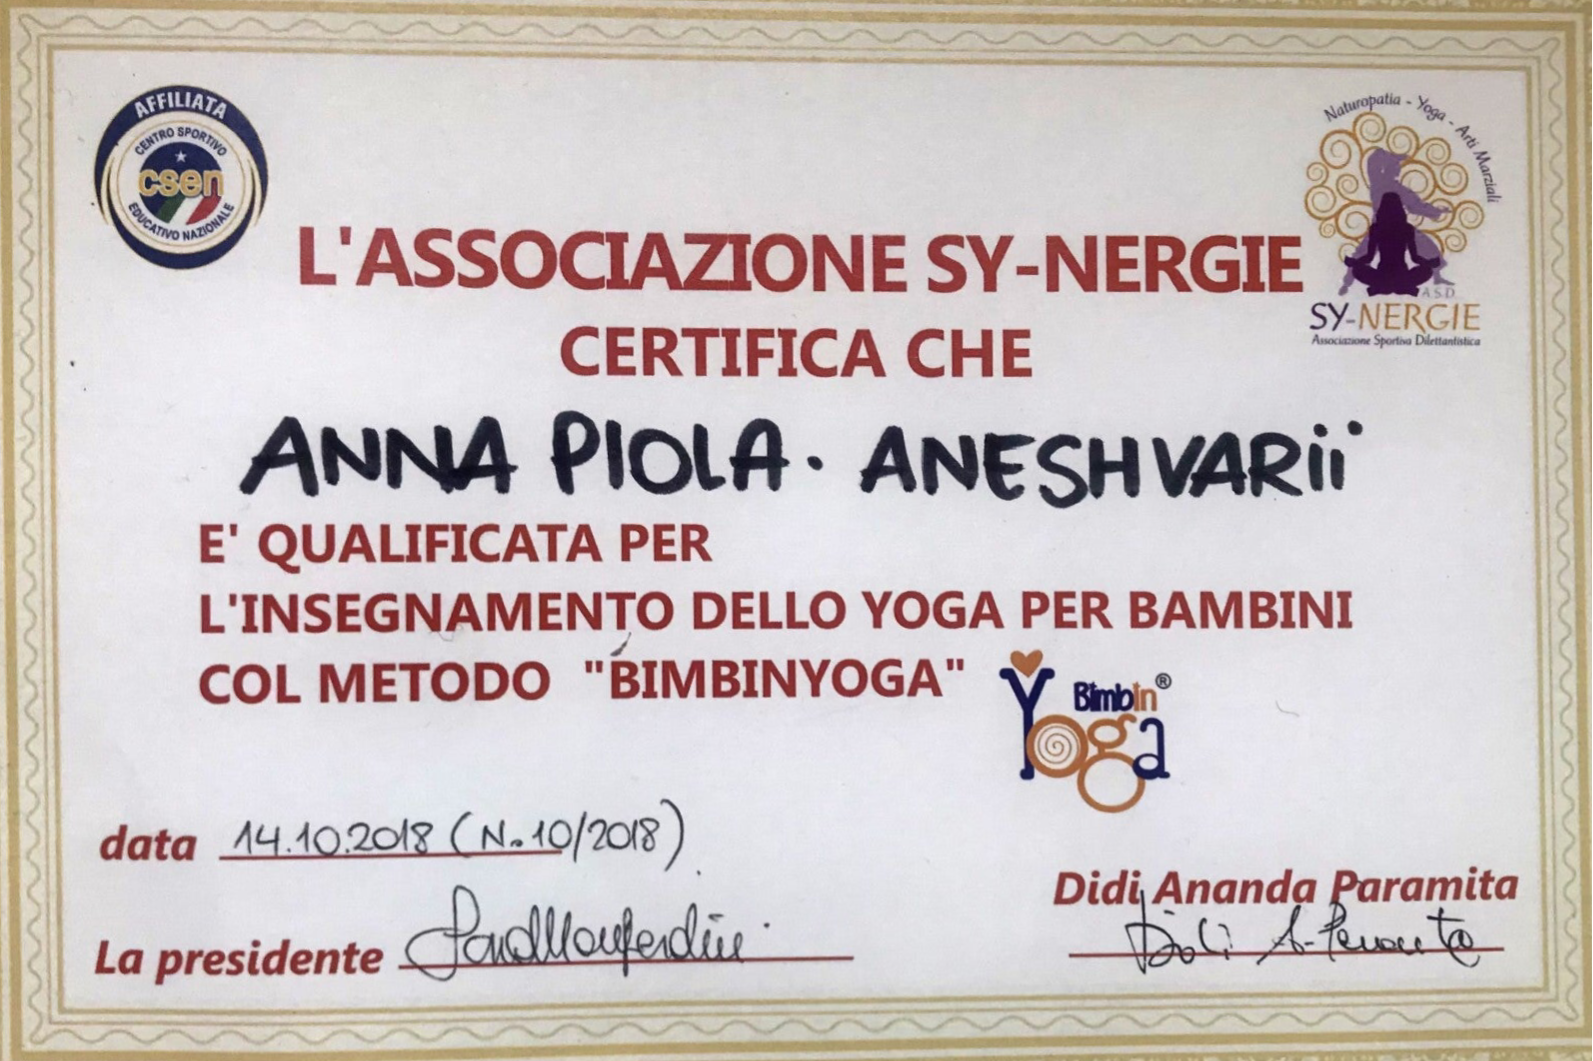 AFFILIATA
CENTRO SPORTIVO
csen
EDUCATIVO NAZIONALE
Naturopatia - Yoga - Arti Marziali
A.S.D.
SY-NERGIE
Associazione Sportiva Dilettantistica
L'ASSOCIAZIONE SY-NERGIE
CERTIFICA CHE
ANNA PIOLA. ANESHVARii
E' QUALIFICATA PER
L'INSEGNAMENTO DELLO YOGA PER BAMBINI
COL METODO "BIMBINYOGA"
BimbIn®
Yoga
data 14.10.2018 (N.10/2018)
Didi Ananda Paramita
La presidente